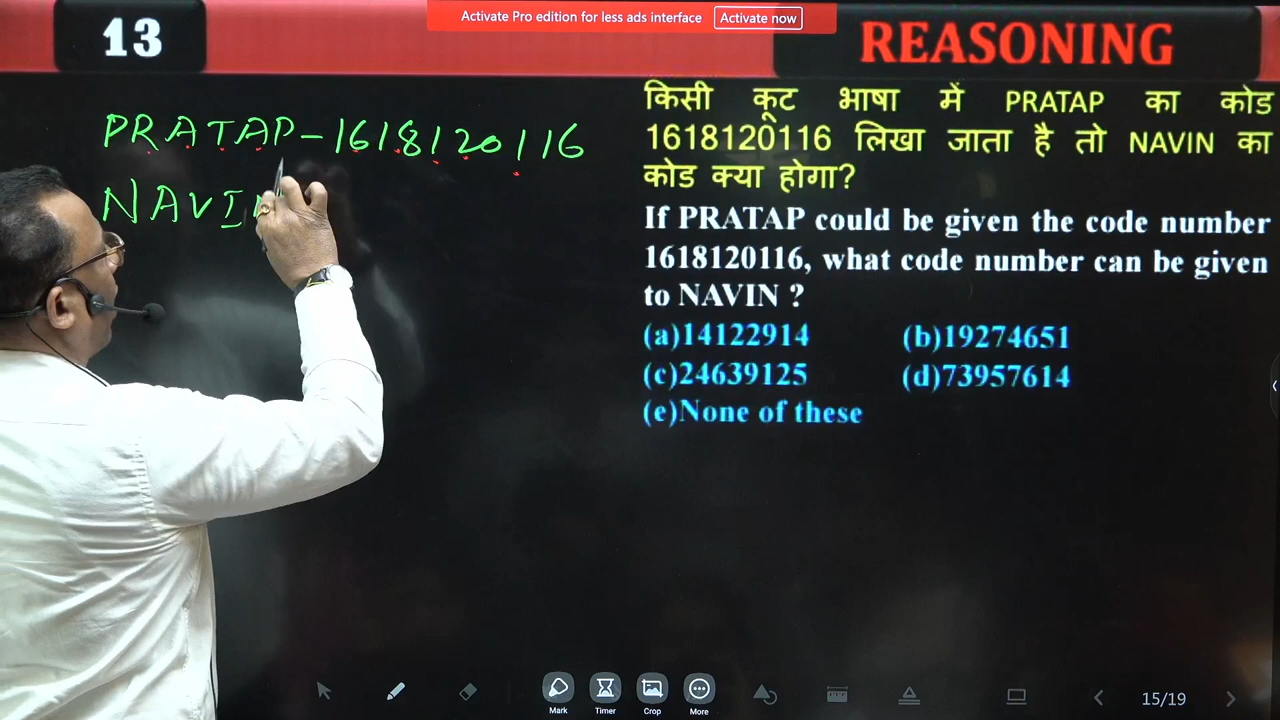 Activate Pro edition for less ads interface Activate now
13
REASONING
PRATAP - 1618120116
NAVI
किसी कूट भाषा में PRATAP का कोड
1618120116 लिखा जाता है तो NAVIN का
कोड क्या होगा?
If PRATAP could be given the code number
1618120116, what code number can be given
to NAVIN ?
(a)14122914 (b)19274651
(c)24639125 (d)73957614
(e)None of these
Mark Timer Crop More
15/19